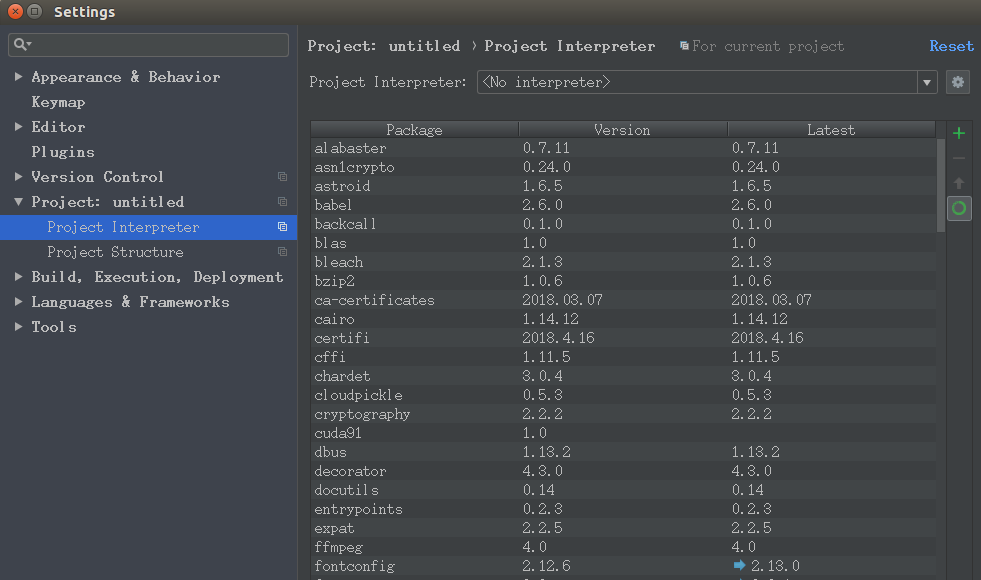 Settings
Project: untitled › Project Interpreter For current project Reset
Project Interpreter: <No interpreter>
Appearance & Behavior
Keymap
Editor
Plugins
Version Control
Project: untitled
Project Interpreter
Project Structure
Build, Execution, Deployment
Languages & Frameworks
Tools
Package Version Latest
alabaster 0.7.11 0.7.11
asn1crypto 0.24.0 0.24.0
astroid 1.6.5 1.6.5
babel 2.6.0 2.6.0
backcall 0.1.0 0.1.0
blas 1.0 1.0
bleach 2.1.3 2.1.3
bzip2 1.0.6 1.0.6
ca-certificates 2018.03.07 2018.03.07
cairo 1.14.12 1.14.12
certifi 2018.4.16 2018.4.16
cffi 1.11.5 1.11.5
chardet 3.0.4 3.0.4
cloudpickle 0.5.3 0.5.3
cryptography 2.2.2 2.2.2
cuda91 1.0
dbus 1.13.2 1.13.2
decorator 4.3.0 4.3.0
docutils 0.14 0.14
entrypoints 0.2.3 0.2.3
expat 2.2.5 2.2.5
ffmpeg 4.0 4.0
fontconfig 2.12.6 2.13.0